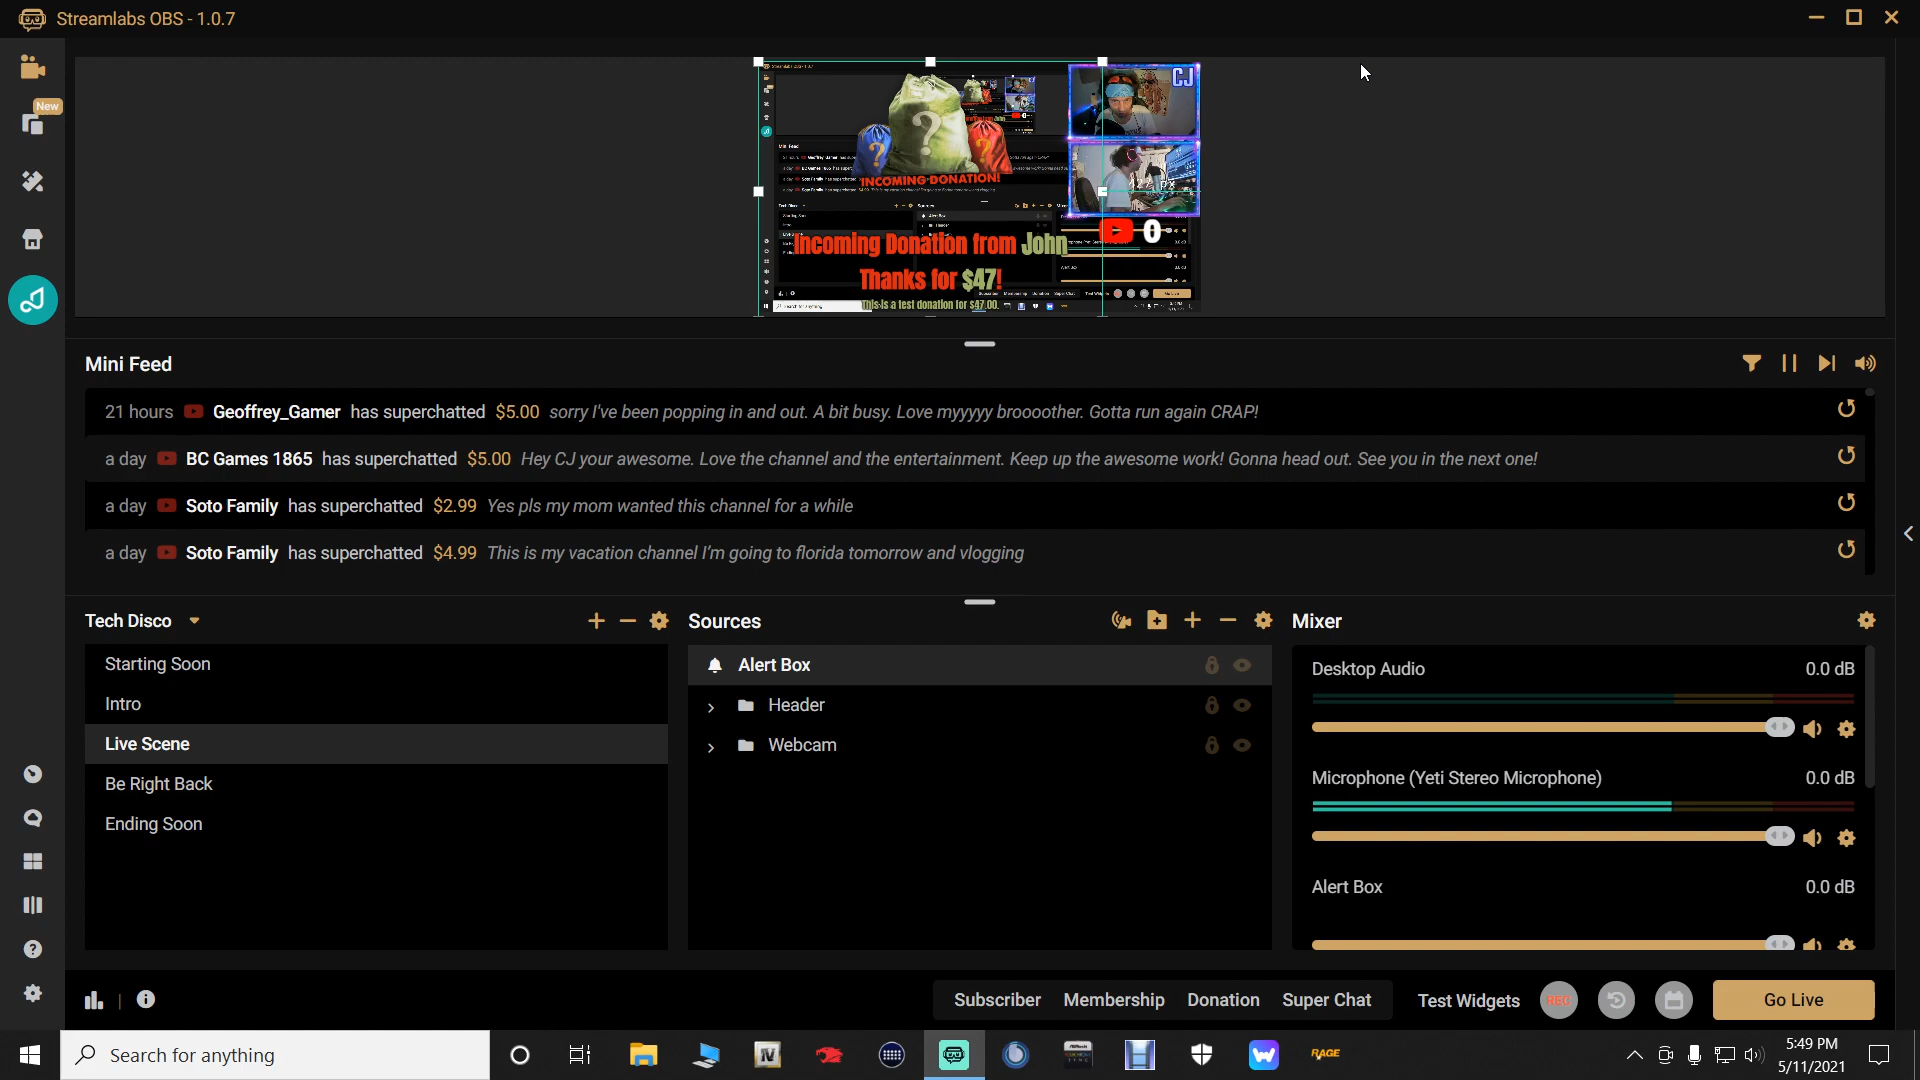 Streamlabs OBS - 1.0.7
New
CJ
INCOMING DONATION!
0
Incoming Donation from John
Thanks for $47!
This is a test donation for $47.00.
Mini Feed
21 hours Geoffrey_Gamer has superchatted $5.00 sorry I've been popping in and out. A bit busy. Love myyyyy broooother. Gotta run again CRAP!
a day BC Games 1865 has superchatted $5.00 Hey CJ your awesome. Love the channel and the entertainment. Keep up the awesome work! Gonna head out. See you in the next one!
a day Soto Family has superchatted $2.99 Yes pls my mom wanted this channel for a while
a day Soto Family has superchatted $4.99 This is my vacation channel I'm going to florida tomorrow and vlogging
Tech Disco
Sources
Mixer
Starting Soon
Intro
Live Scene
Be Right Back
Ending Soon
Alert Box
Header
Webcam
Desktop Audio 0.0 dB
Microphone (Yeti Stereo Microphone) 0.0 dB
Alert Box 0.0 dB
Subscriber Membership Donation Super Chat Test Widgets REC Go Live
Search for anything
IV
RAGE
5:49 PM
5/11/2021